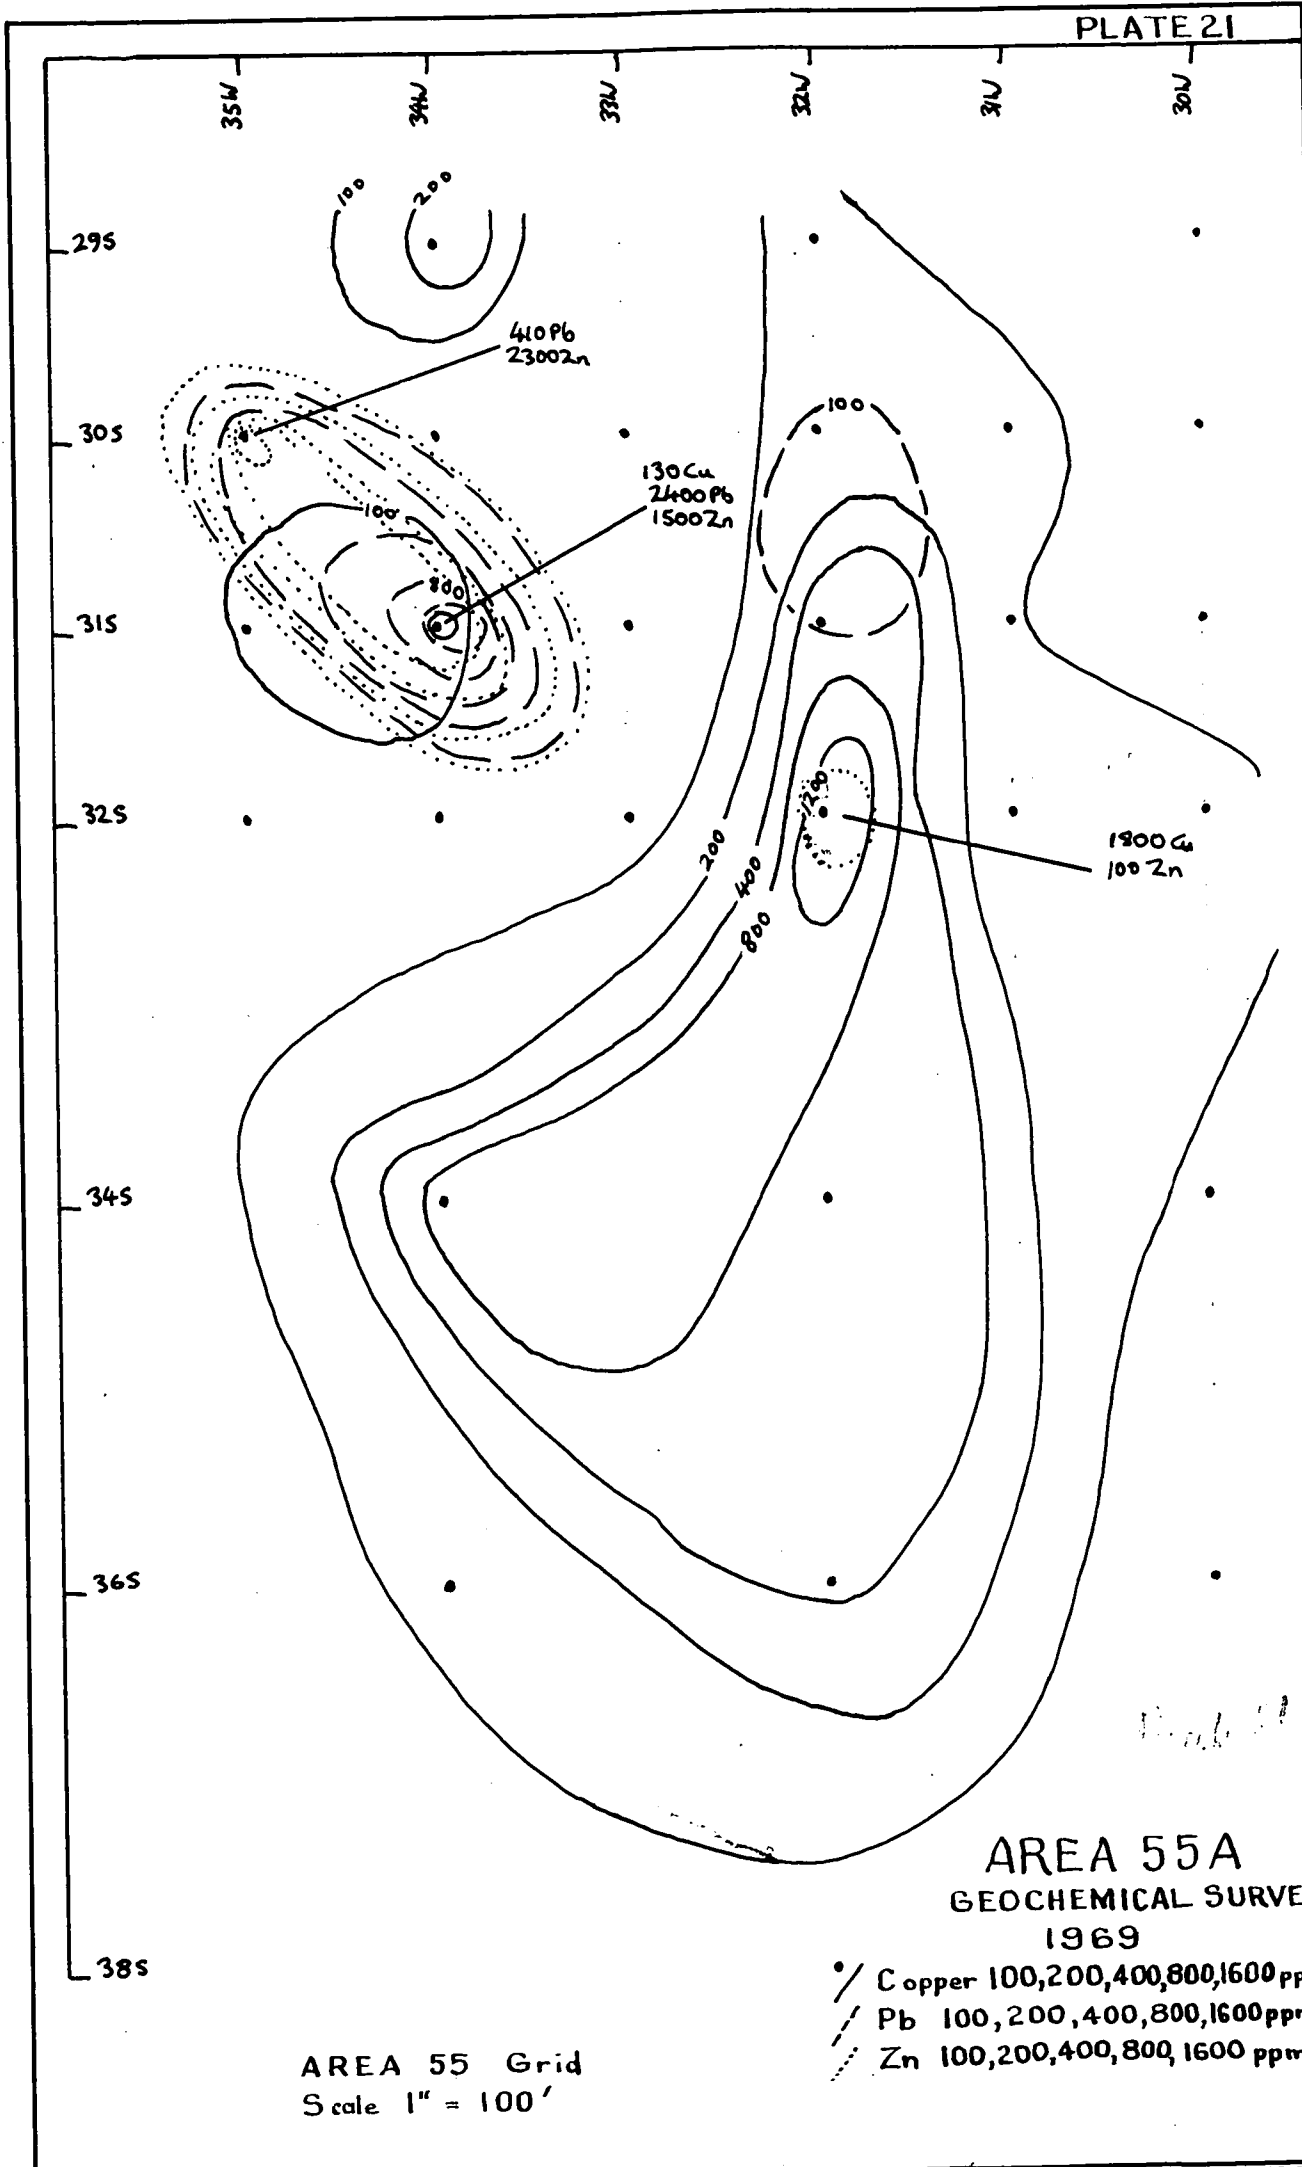 PLATE 21
35W
34W
33W
32W
31W
30W
100
200
29S
410Pb
2300Zn
30S
100
130Cu
2400Pb
1500Zn
100
800
31S
32S
1200
200
400
800
1800Cu
100Zn
34S
36S
38S
AREA 55A
GEOCHEMICAL SURVE
1969
Copper 100,200,400,800,1600pp
Pb 100,200,400,800,1600ppm
Zn 100,200,400,800,1600 ppm
AREA 55 Grid
Scale 1" = 100'